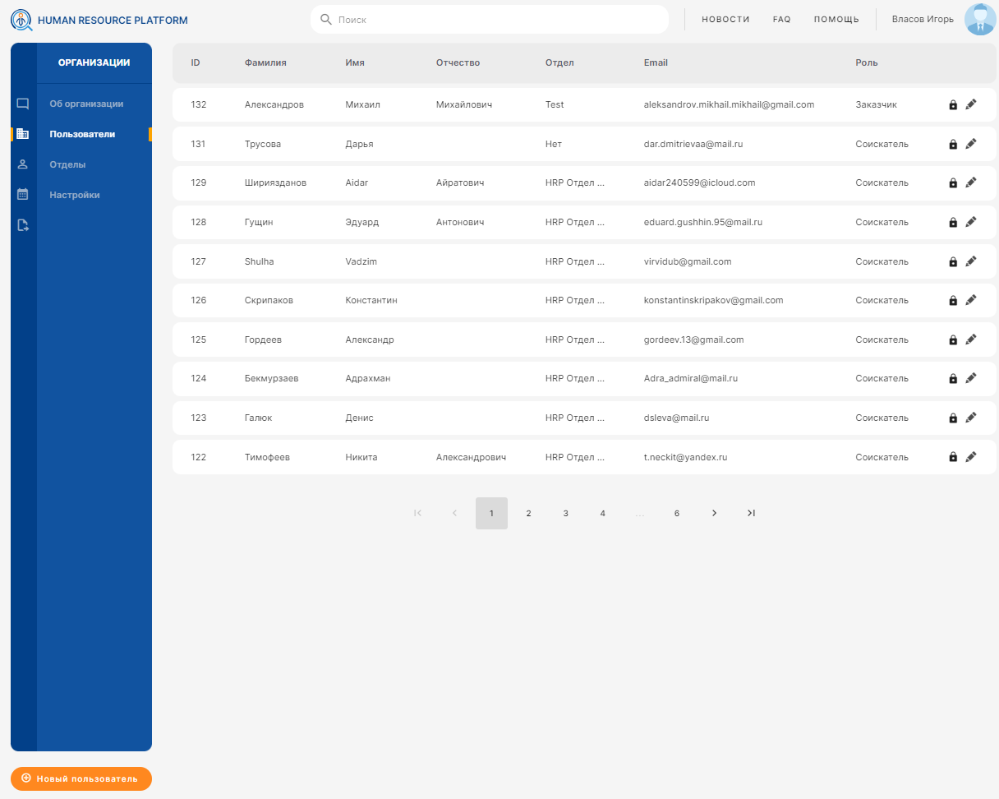 HUMAN RESOURCE PLATFORM
Поиск
НОВОСТИ FAQ ПОМОЩЬ Власов Игорь
ОРГАНИЗАЦИИ
Об организации
Пользователи
Отделы
Настройки
ID Фамилия Имя Отчество Отдел Email Роль
132 Александров Михаил Михайлович Test aleksandrov.mikhail.mikhail@gmail.com Заказчик
131 Трусова Дарья Нет dar.dmitrievaa@mail.ru Соискатель
129 Шириязданов Aidar Айратович HRP Отдел ... aidar240599@icloud.com Соискатель
128 Гущин Эдуард Антонович HRP Отдел ... eduard.gushhin.95@mail.ru Соискатель
127 Shulha Vadzim HRP Отдел ... virvidub@gmail.com Соискатель
126 Скрипаков Константин HRP Отдел ... konstantinskripakov@gmail.com Соискатель
125 Гордеев Александр HRP Отдел ... gordeev.13@gmail.com Соискатель
124 Бекмурзаев Адрахман HRP Отдел ... Adra_admiral@mail.ru Соискатель
123 Галюк Денис HRP Отдел ... dsleva@mail.ru Соискатель
122 Тимофеев Никита Александрович HRP Отдел ... t.neckit@yandex.ru Соискатель
1 2 3 4 ... 6
Новый пользователь